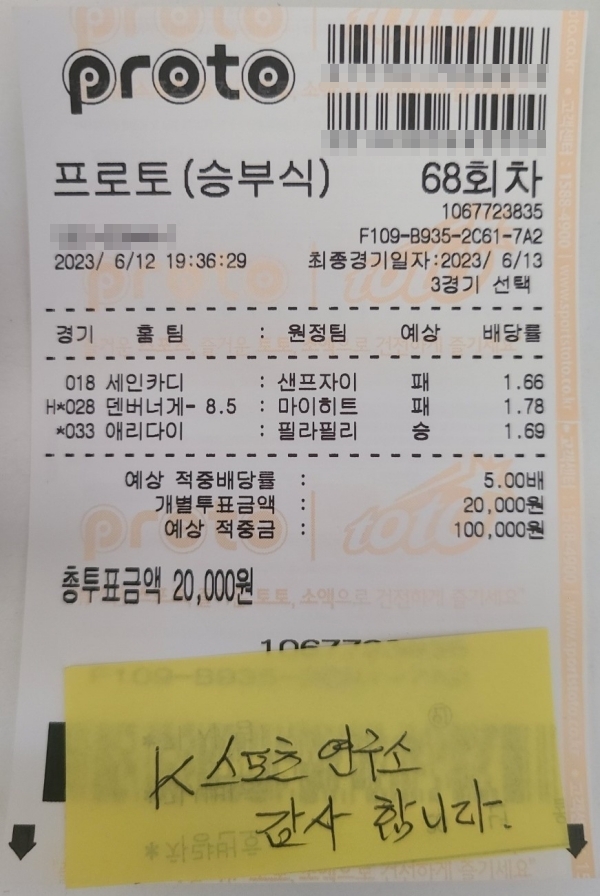 proto
프로토(승부식) 68회차
1067723835
F109-B935-2C61-7A2
2023/ 6/12 19:36:29 최종경기일자:2023/ 6/13
3경기 선택
경기 홈 팀 : 원정팀 예상 배당률
018 세인카디 : 샌프자이 패 1.66
H*028 덴버너게- 8.5 : 마이히트 패 1.78
*033 애리다이 : 필라필리 승 1.69
예상 적중배당률 : 5.00배
개별투표금액 : 20,000원
예상 적중금 : 100,000원
총투표금액 20,000원
K스포츠 연구소
감사 합니다.